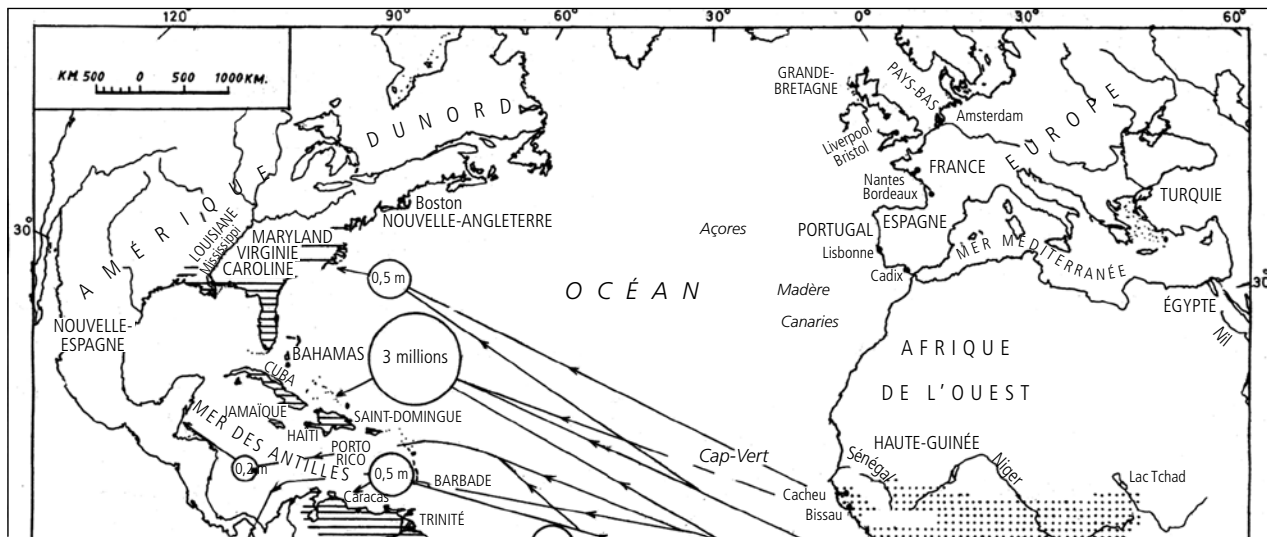 120°
90°
60°
30°
0°
30°
60°
KM. 500 0 500 1000 KM.
GRANDE-
BRETAGNE
PAYS-BAS
Amsterdam
Liverpool
Bristol
EUROPE
AMÉRIQUE DU NORD
FRANCE
Nantes
Bordeaux
Boston
NOUVELLE-ANGLETERRE
TURQUIE
30°
LOUISIANE
Mississippi
MARYLAND
VIRGINIE
CAROLINE
Açores
PORTUGAL
ESPAGNE
Lisbonne
MER MÉDITERRANÉE
Cadix
0,5 m
OCÉAN
Madère
30°
ÉGYPTE
Nil
NOUVELLE-
ESPAGNE
Canaries
BAHAMAS
3 millions
AFRIQUE
DE L'OUEST
CUBA
JAMAÏQUE
SAINT-DOMINGUE
HAÏTI
MER DES ANTILLES
PORTO
RICO
0,2 m
0,5 m
BARBADE
Caracas
TRINITÉ
HAUTE-GUINÉE
Cap-Vert
Sénégal
Niger
Lac Tchad
Cacheu
Bissau